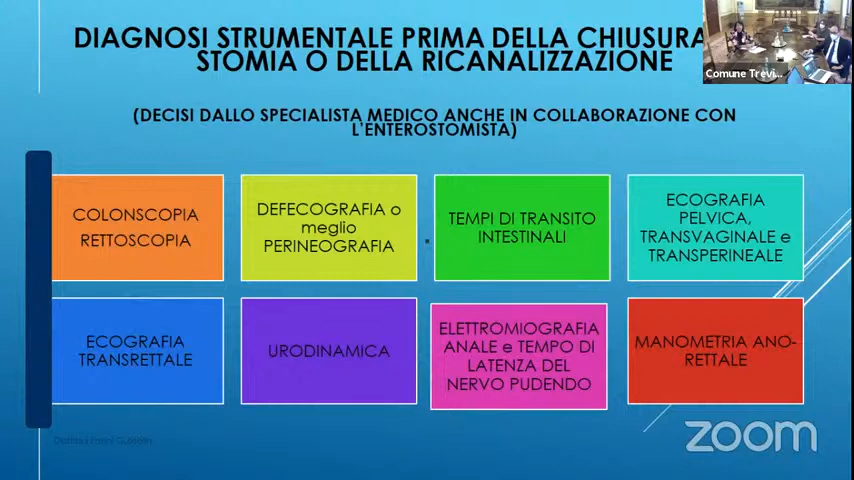 DIAGNOSI STRUMENTALE PRIMA DELLA CHIUSURA
STOMIA O DELLA RICANALIZZAZIONE
(DECISI DALLO SPECIALISTA MEDICO ANCHE IN COLLABORAZIONE CON
L'ENTEROSTOMISTA)
Comune Trevi...
COLONSCOPIA
RETTOSCOPIA
DEFECOGRAFIA o
meglio
PERINEOGRAFIA
TEMPI DI TRANSITO
INTESTINALI
ECOGRAFIA
PELVICA,
TRANSVAGINALE e
TRANSPERINEALE
ECOGRAFIA
TRANSRETTALE
URODINAMICA
ELETTROMIOGRAFIA
ANALE e TEMPO DI
LATENZA DEL
NERVO PUDENDO
MANOMETRIA ANO-
RETTALE
zoom